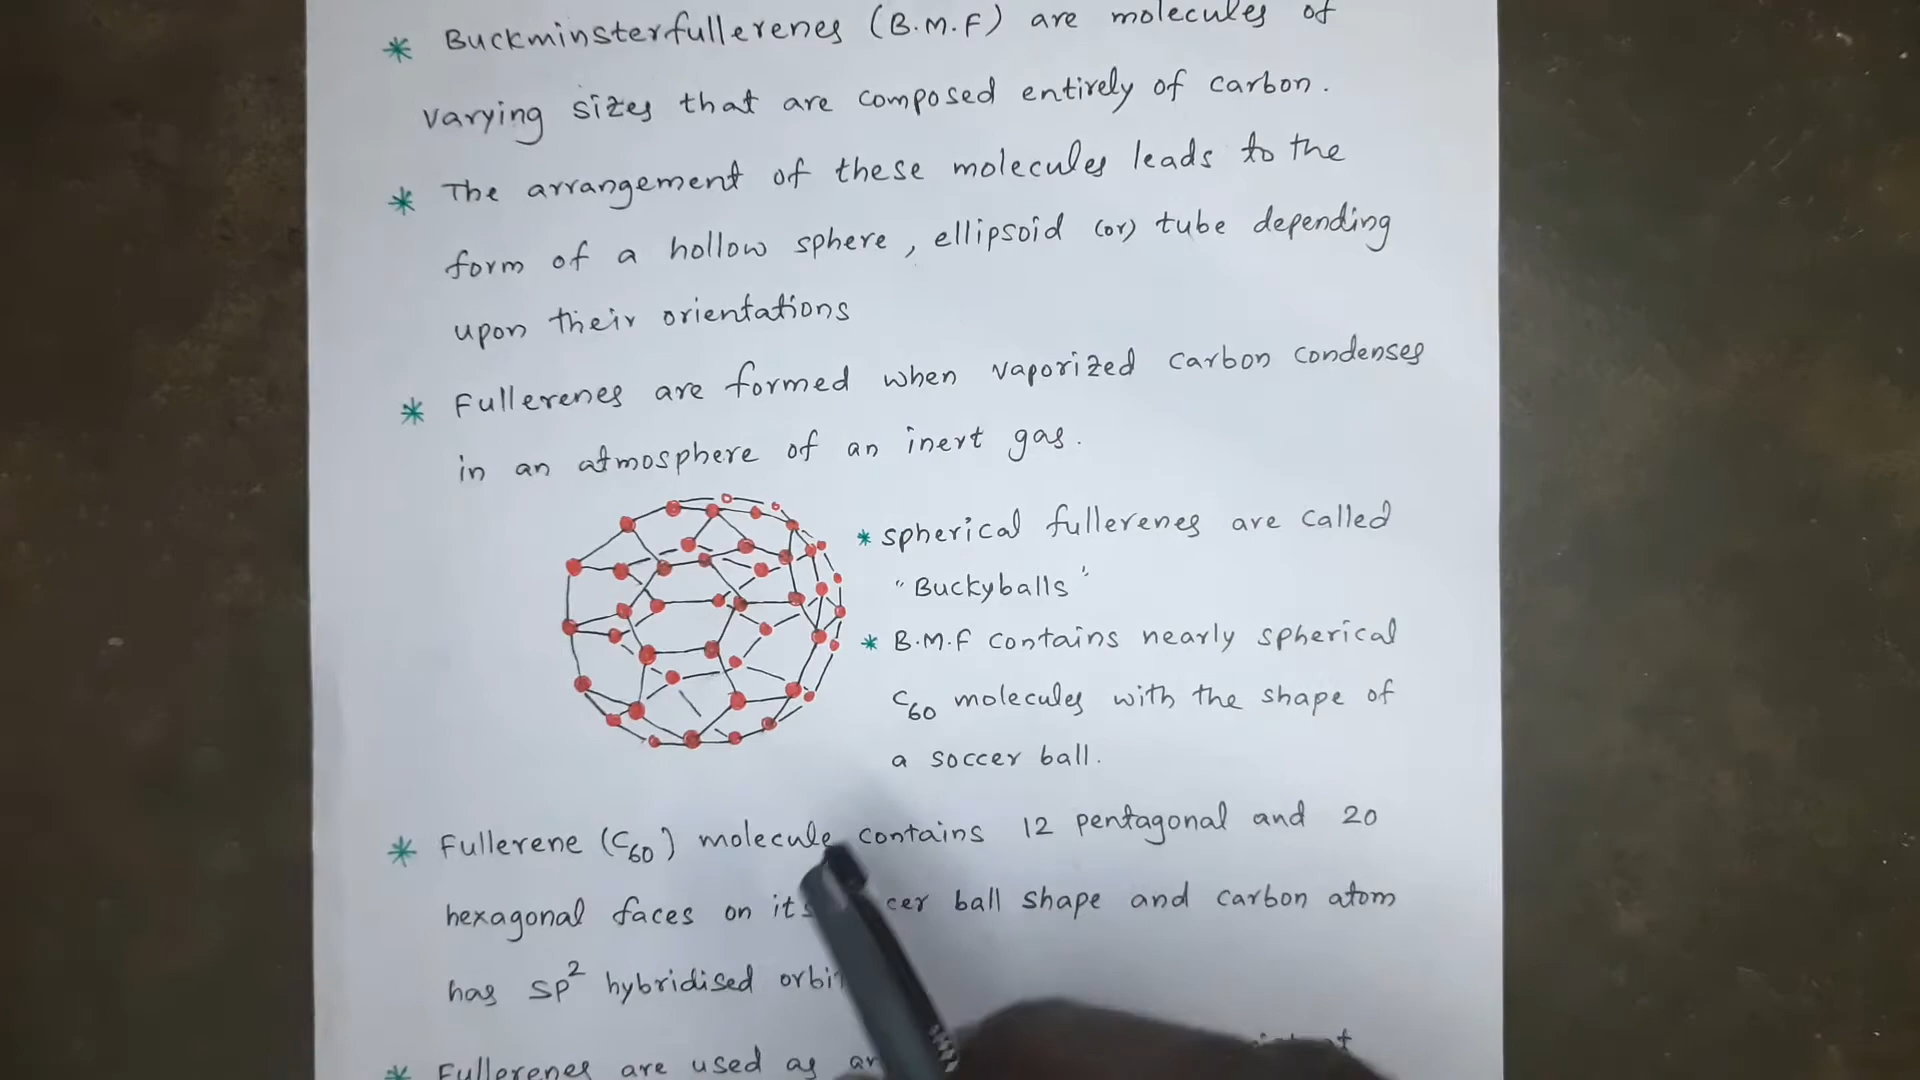 * Buckminsterfullerenes (B.M.F) are molecules of
varying sizes that are composed entirely of carbon.
* The arrangement of these molecules leads to the
form of a hollow sphere, ellipsoid (or) tube depending
upon their orientations
* Fullerenes are formed when vaporized carbon condenses
in an atmosphere of an inert gas.
* spherical fullerenes are called
"Buckyballs"
* B.M.F contains nearly spherical
C60 molecules with the shape of
a soccer ball.
* Fullerene (C60) molecule contains 12 pentagonal and 20
hexagonal faces on its ball shape and carbon atom
has sp² hybridised
* Fullerenes are used as